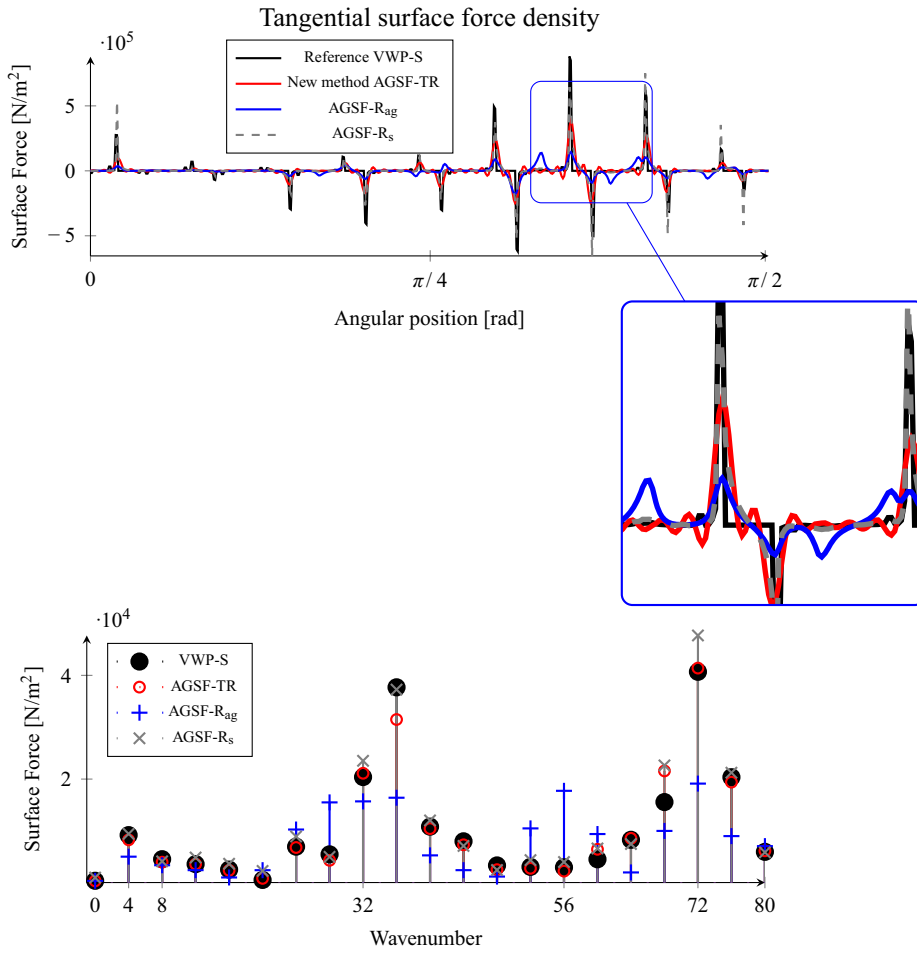 Tangential surface force density
·10⁵
Reference VWP-S
New method AGSF-TR
AGSF-R_ag
AGSF-R_s
Surface Force [N/m²]
5
0
−5
0
π/4
π/2
Angular position [rad]
·10⁴
VWP-S
AGSF-TR
AGSF-R_ag
AGSF-R_s
Surface Force [N/m²]
4
2
0 4 8 32 56 72 80
Wavenumber